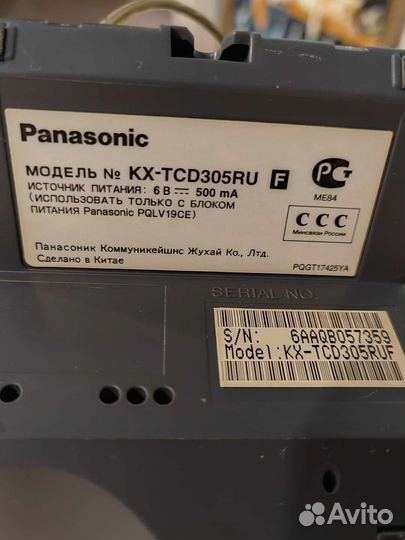 Panasonic
МОДЕЛЬ № KX-TCD305RU F
ИСТОЧНИК ПИТАНИЯ: 6 В 500 mA
(ИСПОЛЬЗОВАТЬ ТОЛЬКО С БЛОКОМ
ПИТАНИЯ Panasonic PQLV19CE)
Панасоник Коммуникейшнс Жухай Ко., Лтд.
Сделано в Китае
РСТ
ME84
ССС
Минсвязи России
PQGT17425YA
SERIAL NO.
S/N: 6AAQB057359
Model:KX-TCD305RUF
Avito